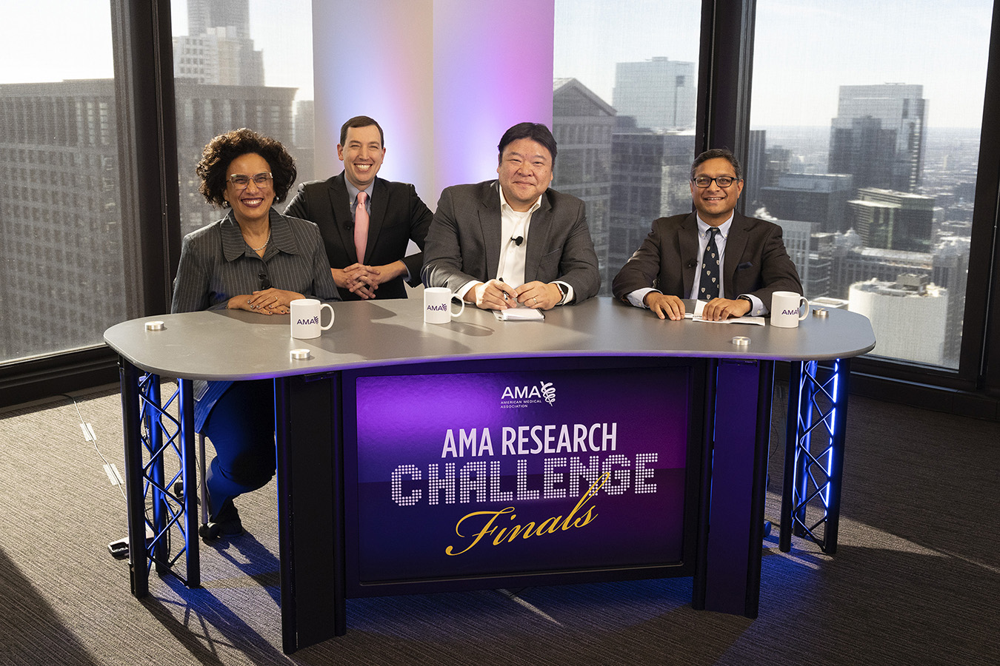 AMA
AMA
AMA
AMA
AMERICAN MEDICAL
ASSOCIATION
AMA RESEARCH
CHALLENGE
Finals